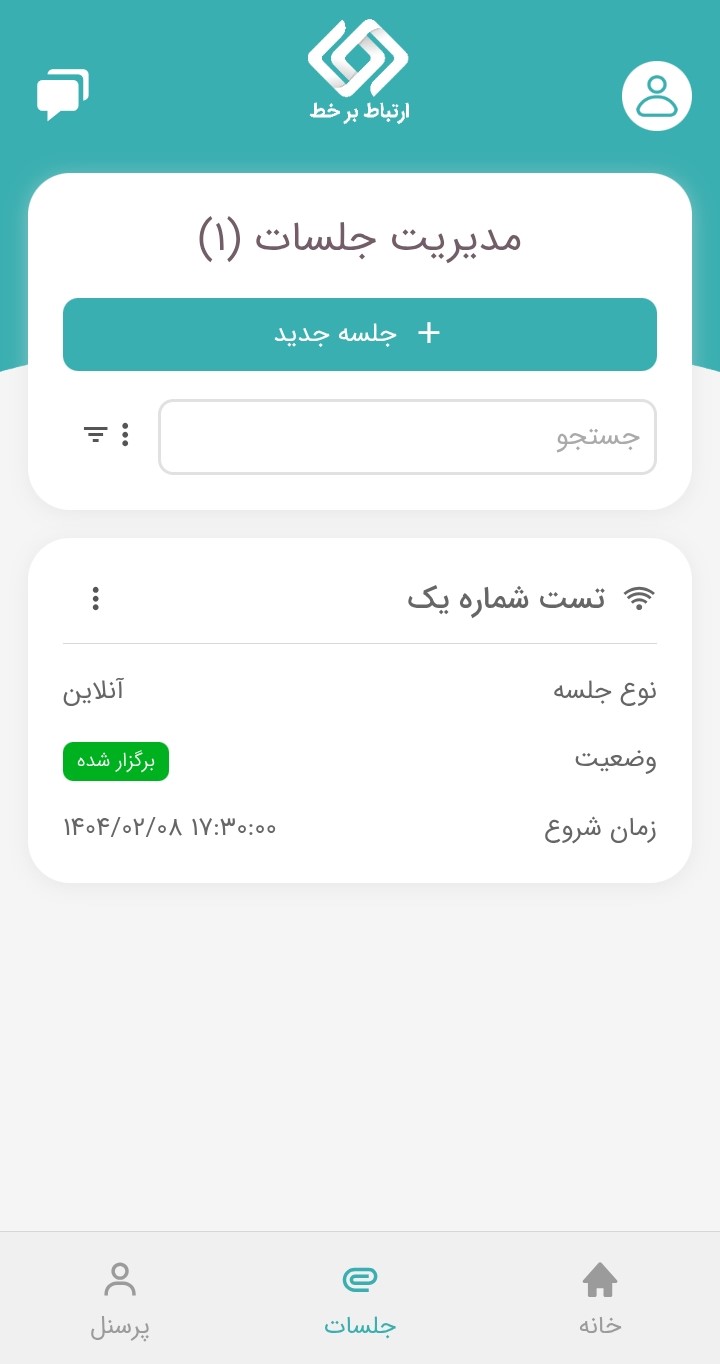 ارتباط بر خط
مدیریت جلسات (۱)
+ جلسه جدید
جستجو
تست شماره یک
نوع جلسه آنلاین
وضعیت برگزار شده
زمان شروع ۱۴۰۴/۰۲/۰۸ ۱۷:۳۰:۰۰
خانه جلسات پرسنل